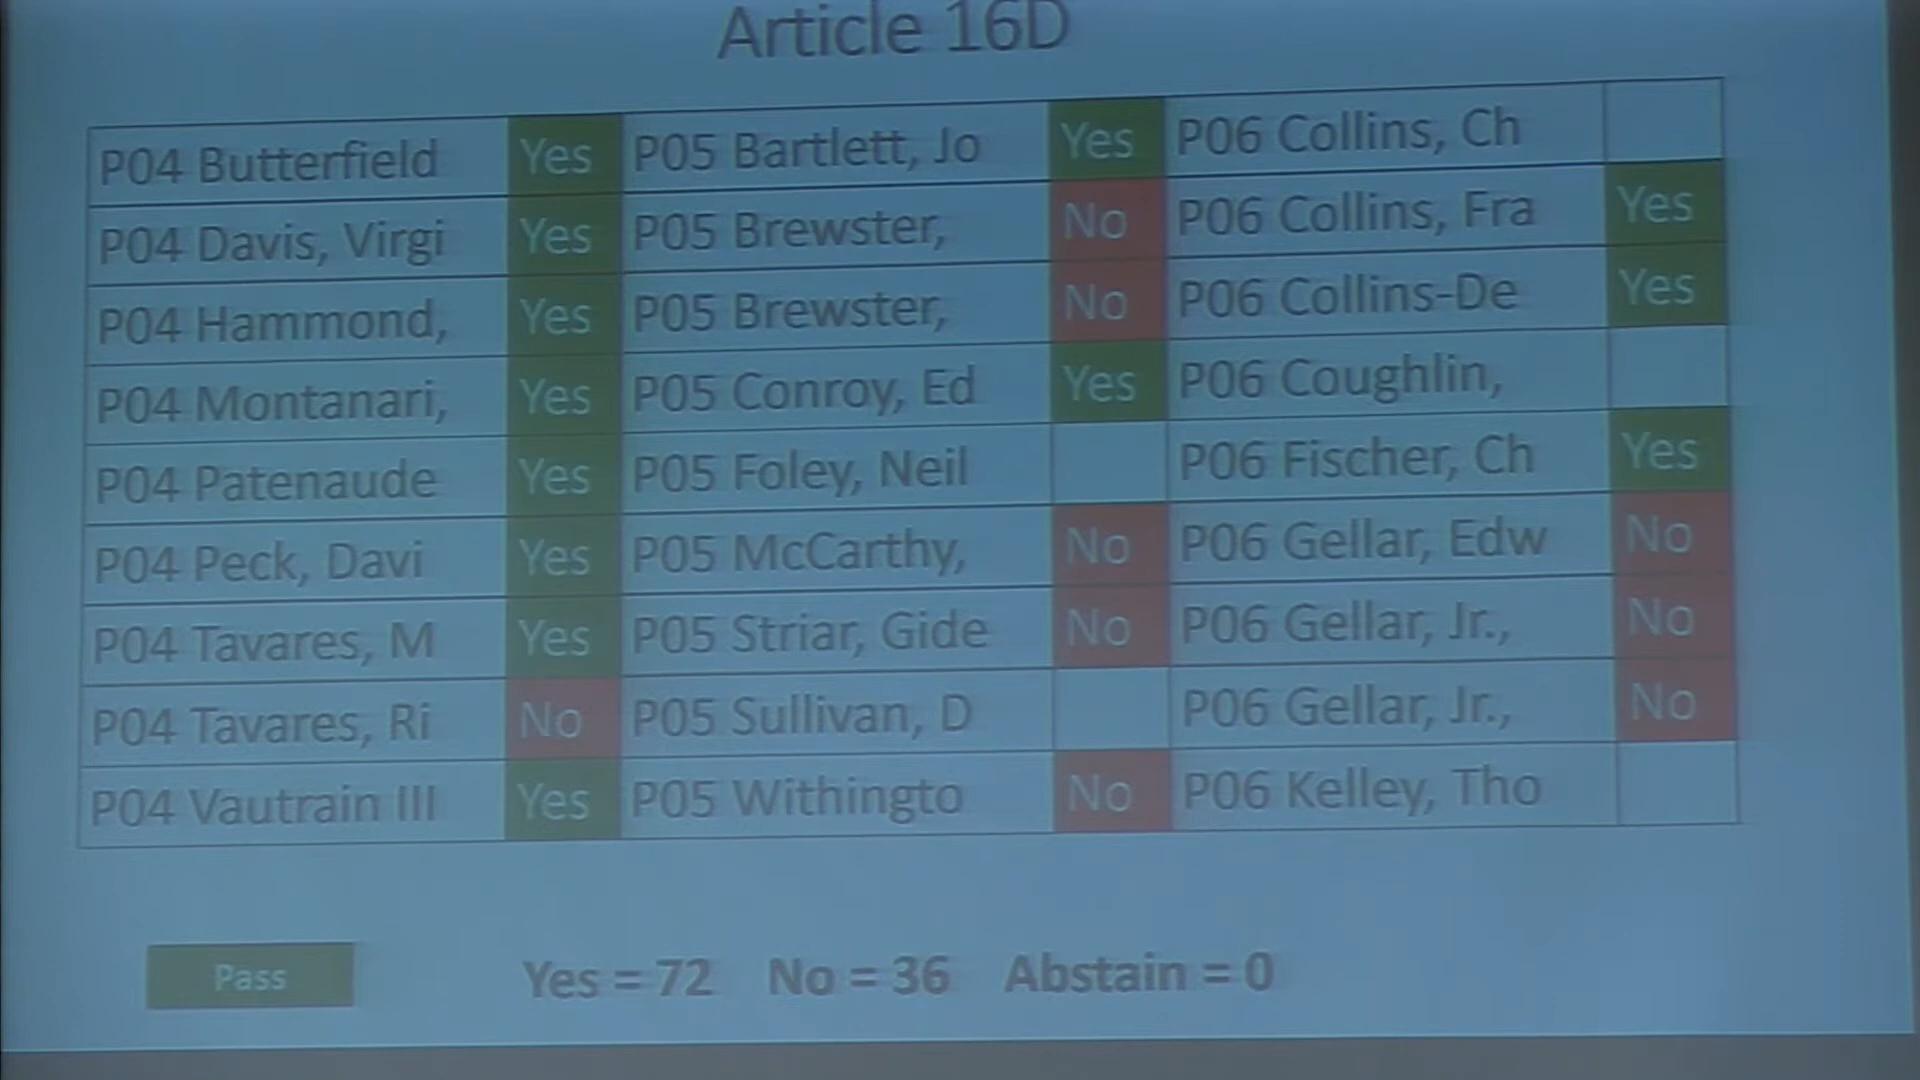 Article 16D
P04 Butterfield Yes P05 Bartlett, Jo Yes P06 Collins, Ch
P04 Davis, Virgi Yes P05 Brewster, No P06 Collins, Fra Yes
P04 Hammond, Yes P05 Brewster, No P06 Collins-De Yes
P04 Montanari, Yes P05 Conroy, Ed Yes P06 Coughlin,
P04 Patenaude Yes P05 Foley, Neil P06 Fischer, Ch Yes
P04 Peck, Davi Yes P05 McCarthy, No P06 Gellar, Edw No
P04 Tavares, M Yes P05 Striar, Gide No P06 Gellar, Jr., No
P04 Tavares, Ri No P05 Sullivan, D P06 Gellar, Jr., No
P04 Vautrain III Yes P05 Withingto No P06 Kelley, Tho
Pass Yes = 72 No = 36 Abstain = 0